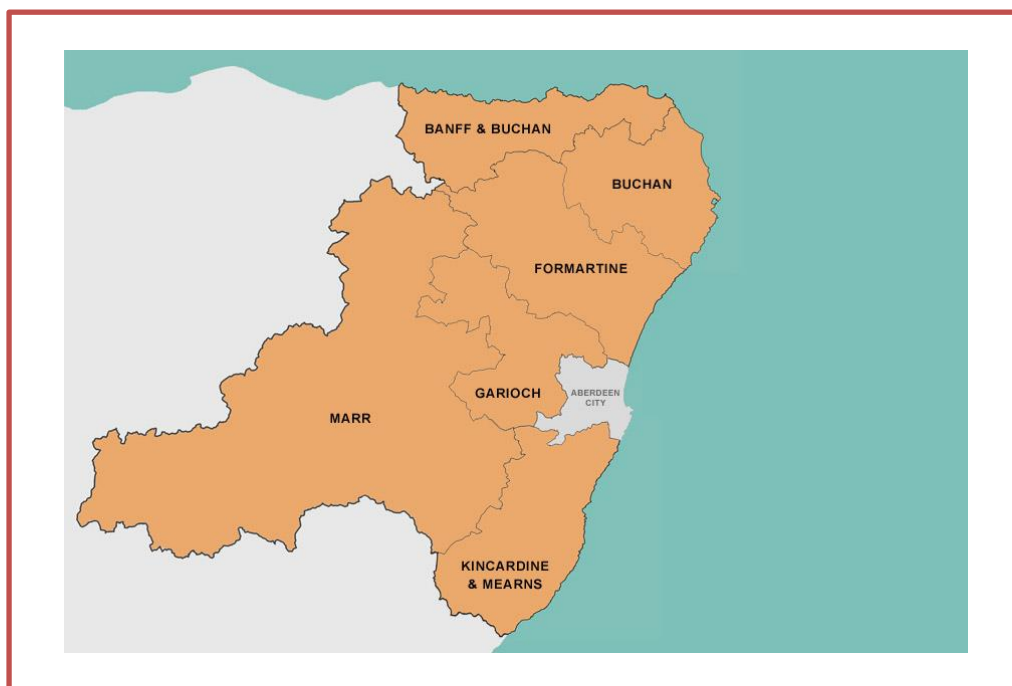 BANFF & BUCHAN
BUCHAN
FORMARTINE
GARIOCH
ABERDEEN
CITY
MARR
KINCARDINE
& MEARNS